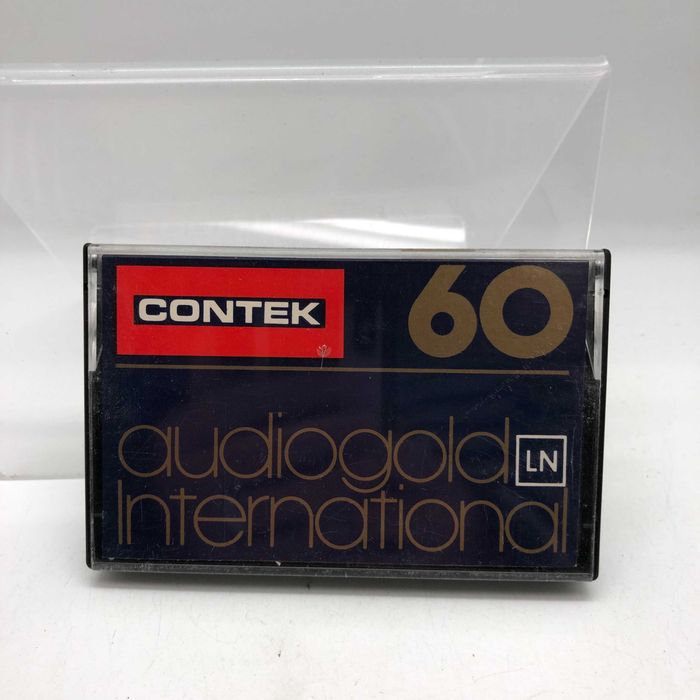 CONTEK
60
audiogold LN
International